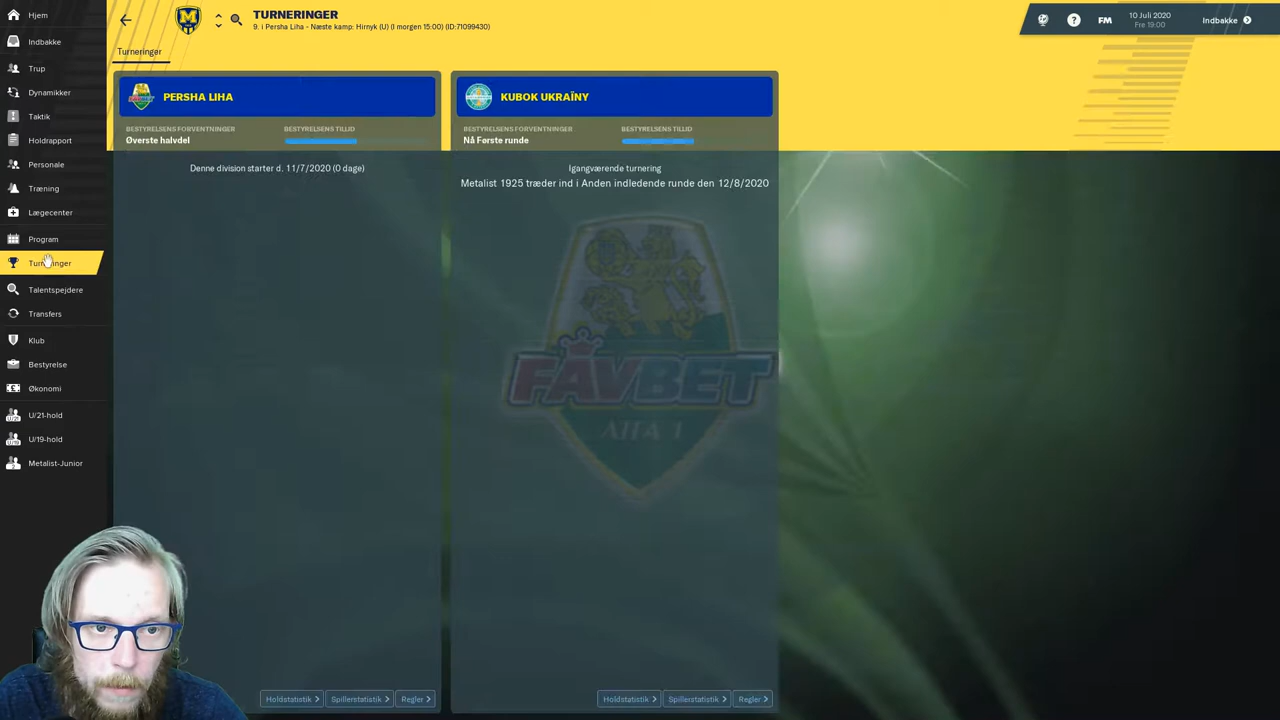 Hjem
Indbakke
Trup
Dynamikker
Taktik
Holdrapport
Personale
Træning
Lægecenter
Program
Turneringer
Talentspejdere
Transfers
Klub
Bestyrelse
Økonomi
U/21-hold
U/19-hold
Metalist-Junior
TURNERINGER
9. i Persha Liha - Næste kamp: Hirnyk (U) (I morgen 15:00) (ID:71099430)
? FM
10 Juli 2020
Fre 19:00
Indbakke
Turneringer
PERSHA LIHA
BESTYRELSENS FORVENTNINGER BESTYRELSENS TILLID
Øverste halvdel
Denne division starter d. 11/7/2020 (0 dage)
Holdstatistik Spillerstatistik Regler
KUBOK UKRAÏNY
BESTYRELSENS FORVENTNINGER BESTYRELSENS TILLID
Nå Første runde
Igangværende turnering
Metalist 1925 træder ind i Anden indledende runde den 12/8/2020
FAVBET
Holdstatistik Spillerstatistik Regler